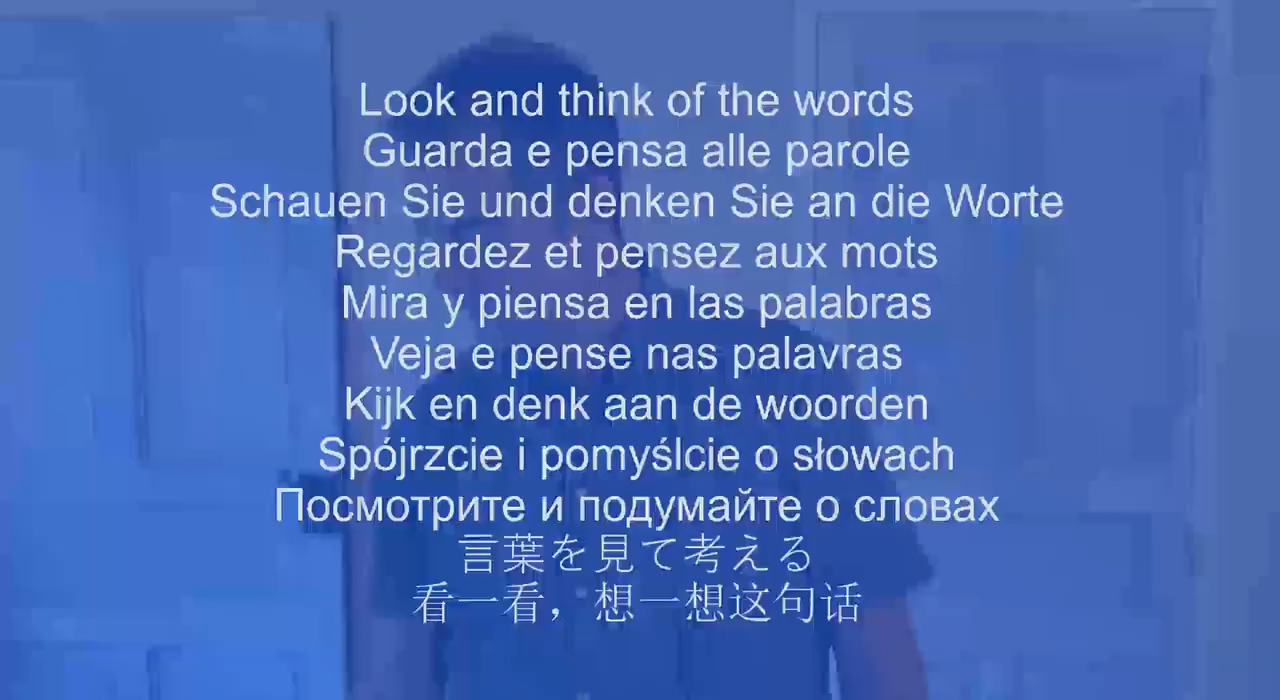 Look and think of the words
Guarda e pensa alle parole
Schauen Sie und denken Sie an die Worte
Regardez et pensez aux mots
Mira y piensa en las palabras
Veja e pense nas palavras
Kijk en denk aan de woorden
Spójrzcie i pomyślcie o słowach
Посмотрите и подумайте о словах
言葉を見て考える
看一看，想一想这句话